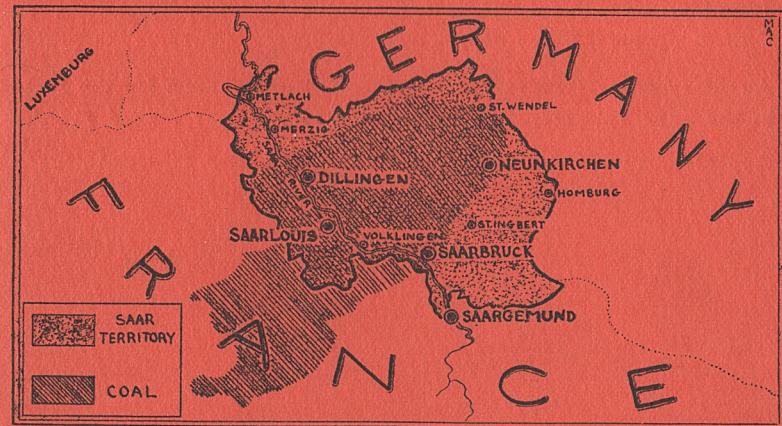 GERMANY
MAC
LUXEMBURG
METLACH
ST. WENDEL
MERZIG
NEUNKIRCHEN
DILLINGEN
HOMBURG
RIVER
SAARLOUIS
ST. INGBERT
VOLKLINGEN
SAARBRUCK
SAARGEMUND
FRANCE
SAAR
TERRITORY
COAL